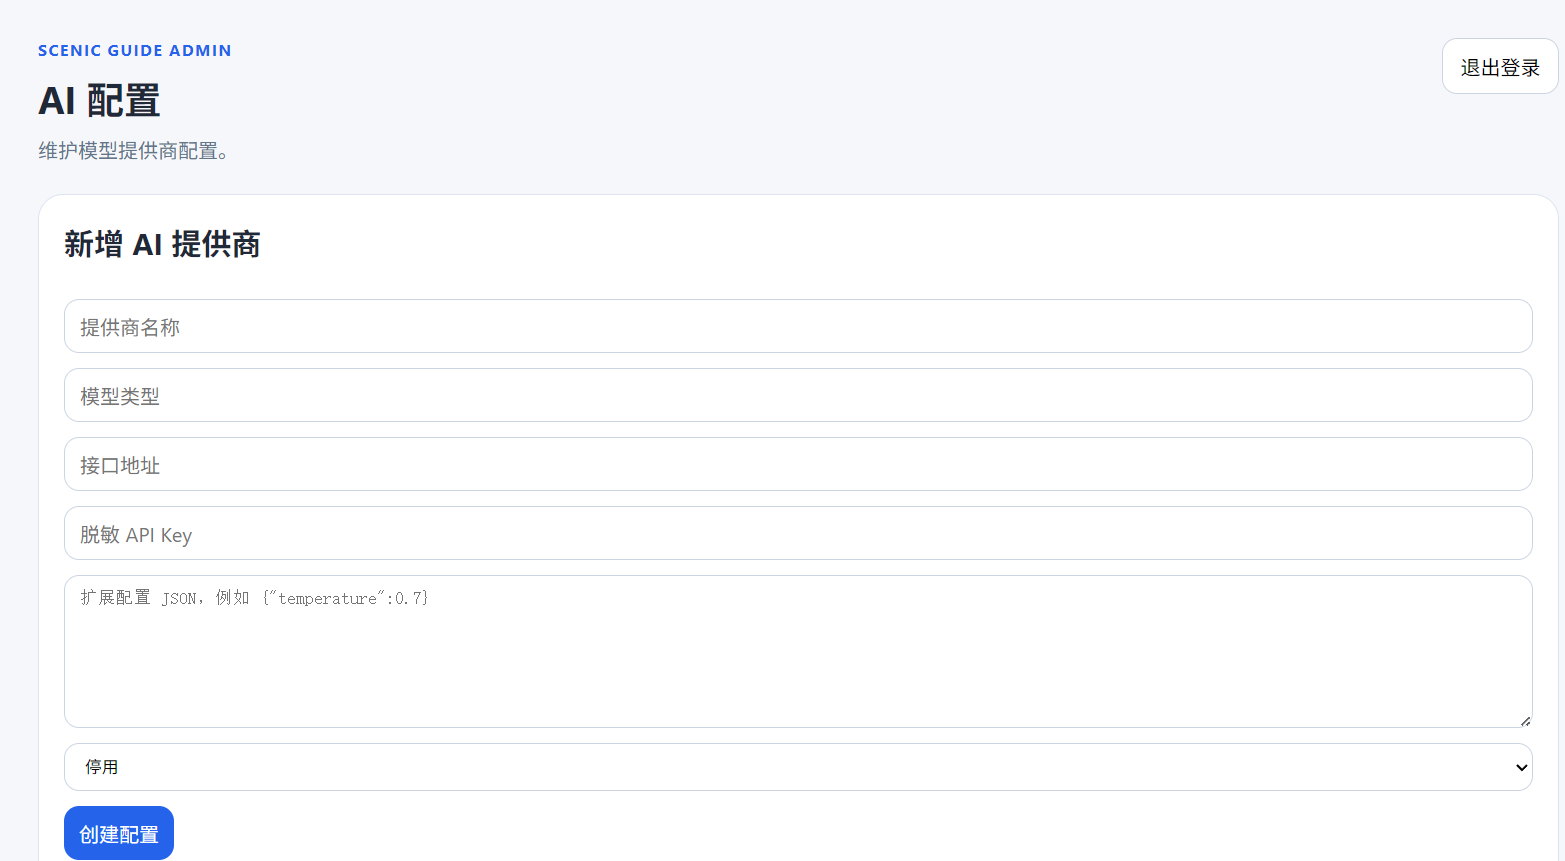 SCENIC GUIDE ADMIN
退出登录
AI 配置
维护模型提供商配置。
新增 AI 提供商
提供商名称
模型类型
接口地址
脱敏 API Key
扩展配置 JSON，例如 {"temperature":0.7}
停用
创建配置